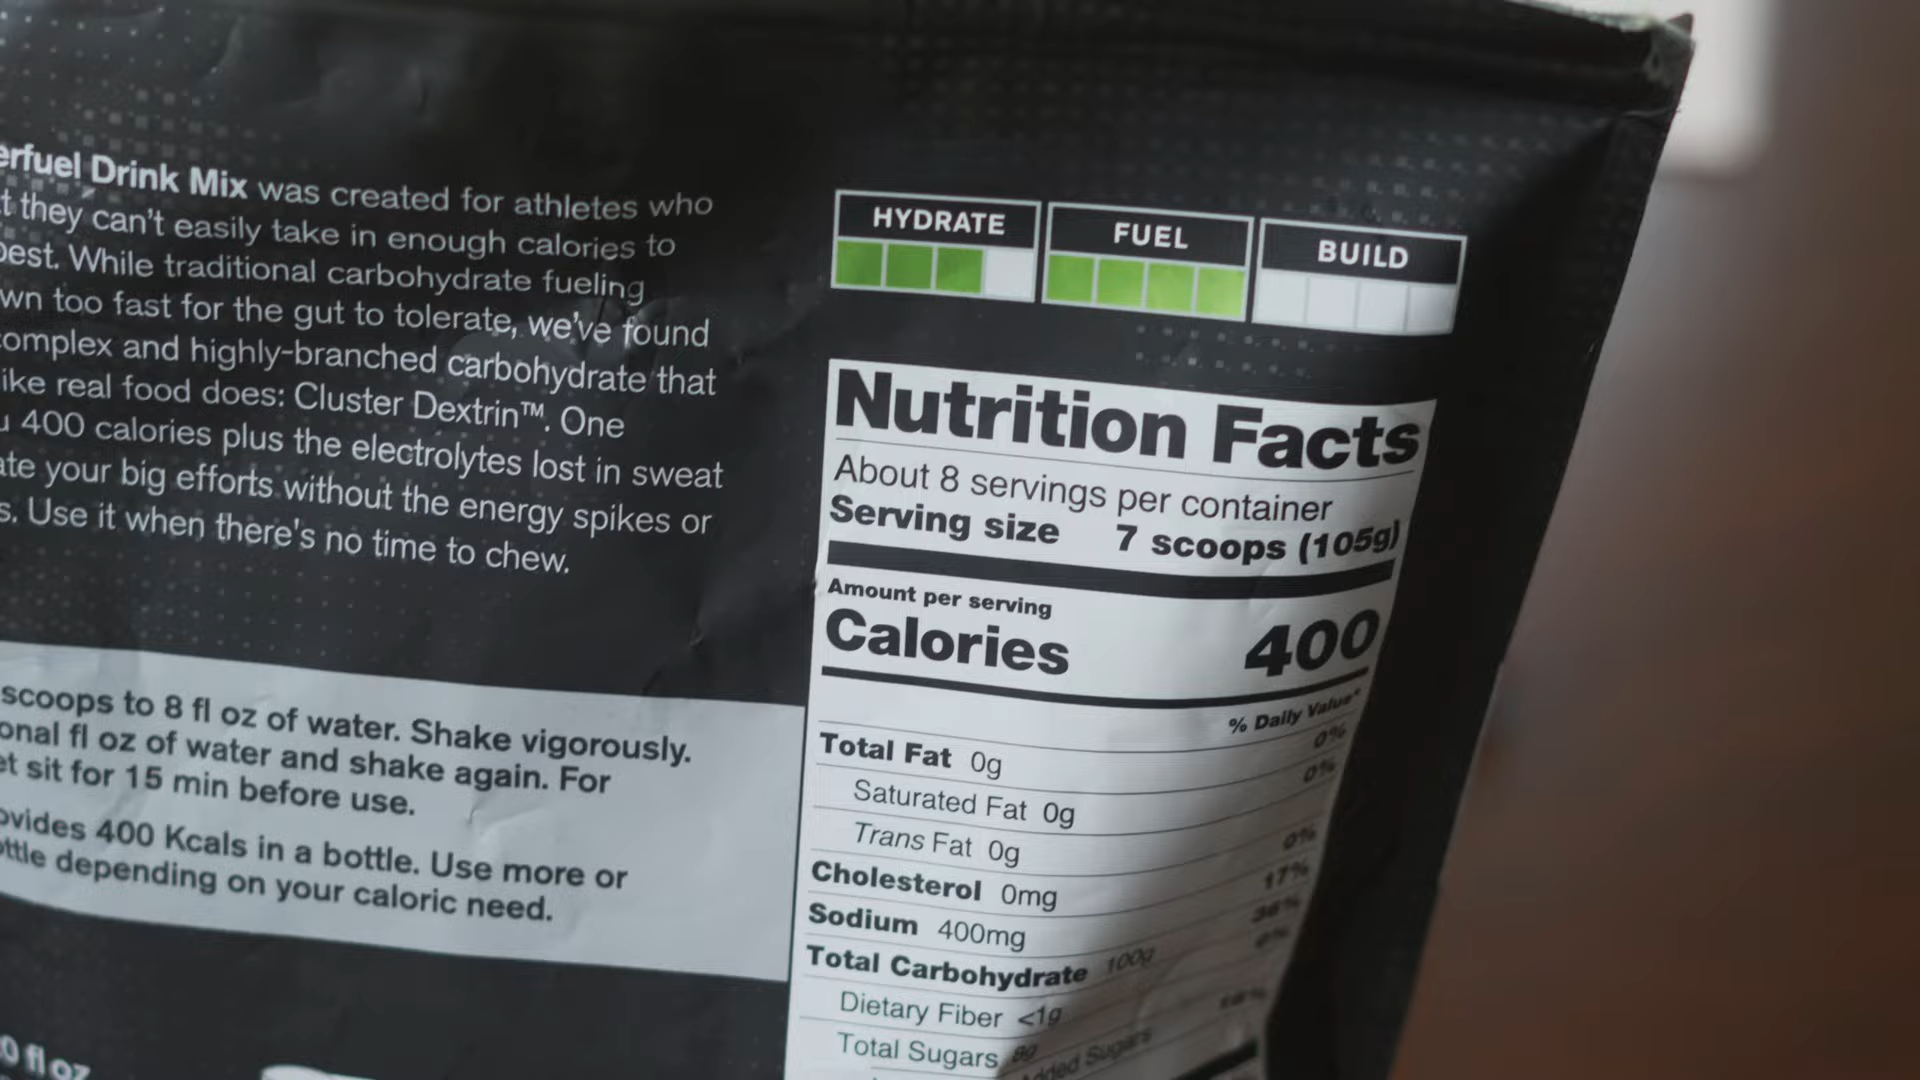 erfuel Drink Mix was created for athletes who
t they can't easily take in enough calories to
best. While traditional carbohydrate fueling
wn too fast for the gut to tolerate, we've found
omplex and highly-branched carbohydrate that
ike real food does: Cluster Dextrin™. One
u 400 calories plus the electrolytes lost in sweat
ate your big efforts without the energy spikes or
s. Use it when there's no time to chew.
scoops to 8 fl oz of water. Shake vigorously.
onal fl oz of water and shake again. For
et sit for 15 min before use.
ovides 400 Kcals in a bottle. Use more or
ottle depending on your caloric need.
0 fl oz
HYDRATE
FUEL
BUILD
Nutrition Facts
About 8 servings per container
Serving size 7 scoops (105g)
Amount per serving
Calories 400
% Daily Value*
Total Fat 0g 0%
Saturated Fat 0g 0%
Trans Fat 0g
Cholesterol 0mg 0%
Sodium 400mg 17%
Total Carbohydrate 100g 36%
Dietary Fiber <1g 0%
Total Sugars 8g
Added Sugars